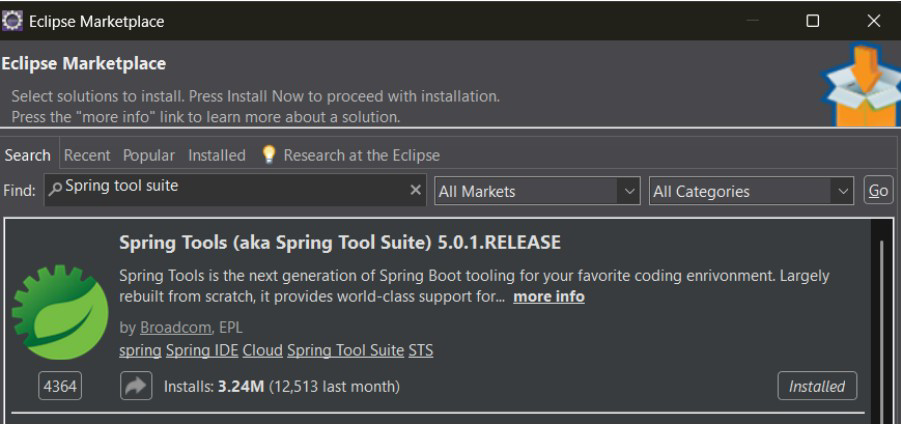 Eclipse Marketplace
Eclipse Marketplace
Select solutions to install. Press Install Now to proceed with installation.
Press the "more info" link to learn more about a solution.
Search Recent Popular Installed Research at the Eclipse
Find: Spring tool suite All Markets All Categories Go
Spring Tools (aka Spring Tool Suite) 5.0.1.RELEASE
Spring Tools is the next generation of Spring Boot tooling for your favorite coding enrivonment. Largely
rebuilt from scratch, it provides world-class support for... more info
by Broadcom, EPL
spring Spring IDE Cloud Spring Tool Suite STS
4364 Installs: 3.24M (12,513 last month) Installed